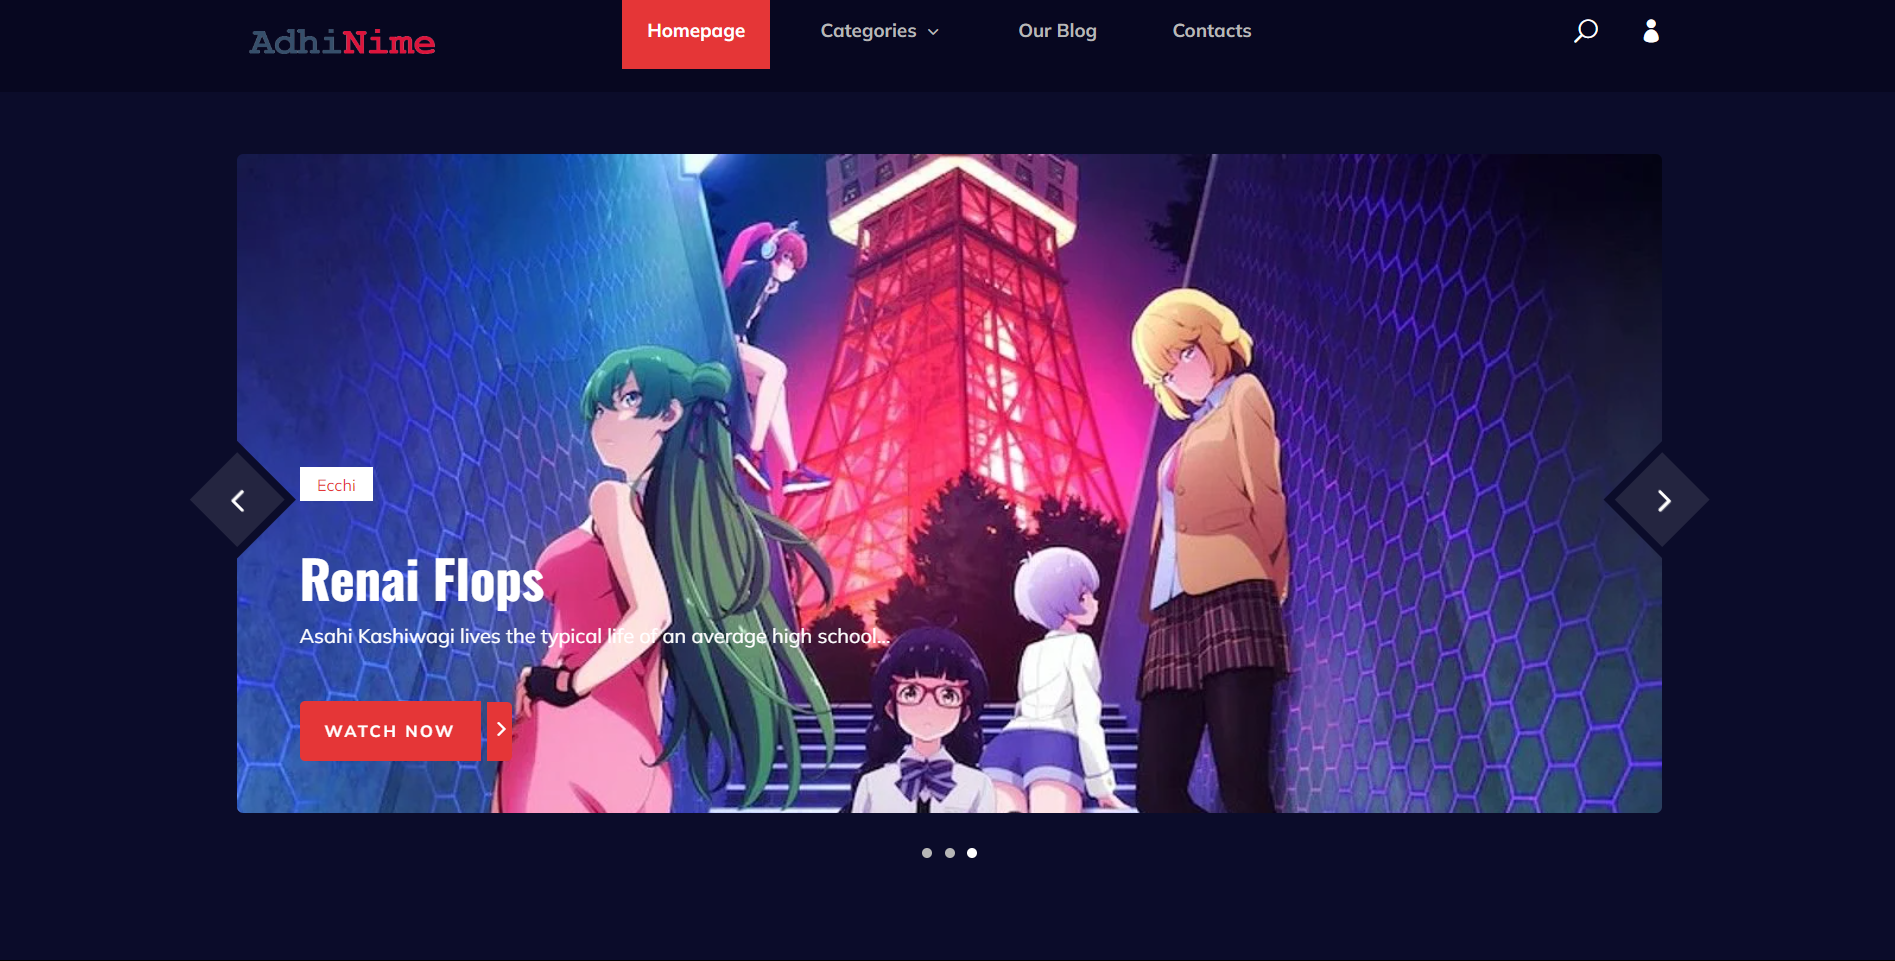 AdhiNime
Homepage
Categories
Our Blog
Contacts
Ecchi
Renai Flops
Asahi Kashiwagi lives the typical life of an average high school...
WATCH NOW